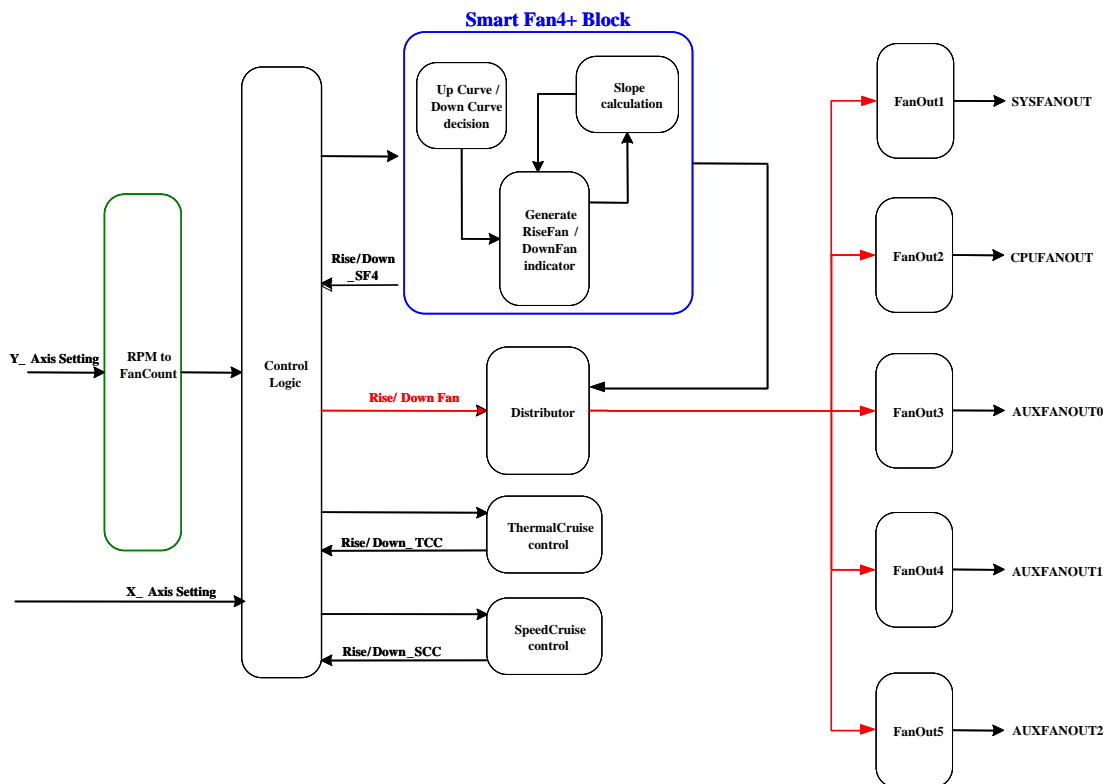 Smart Fan4+ Block
Up Curve /
Down Curve
decision
Slope
calculation
Generate
RiseFan /
DownFan
indicator
Rise/Down
_SF4
Y_ Axis Setting
RPM to
FanCount
Control
Logic
Rise/ Down Fan
Distributor
ThermalCruise
control
Rise/Down_TCC
X_ Axis Setting
SpeedCruise
control
Rise/Down_SCC
FanOut1
SYSFANOUT
FanOut2
CPUFANOUT
FanOut3
AUXFANOUT0
FanOut4
AUXFANOUT1
FanOut5
AUXFANOUT2